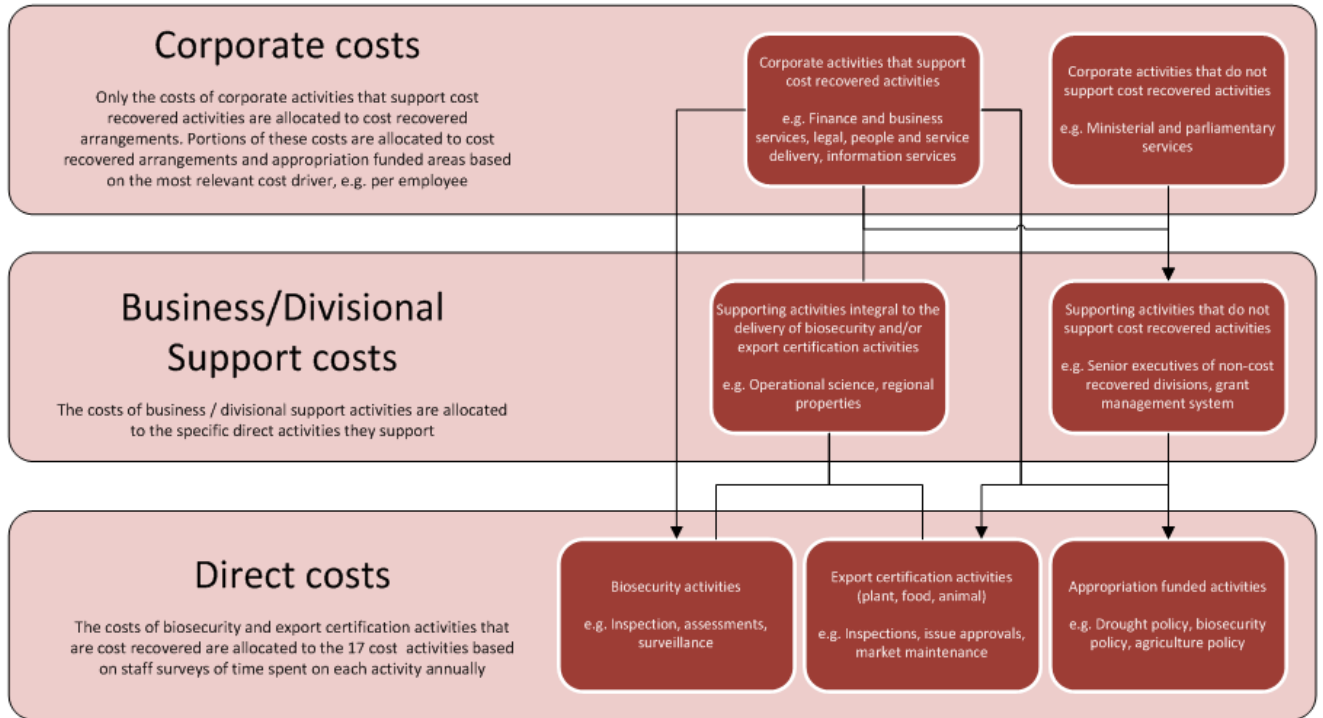 Corporate costs
Only the costs of corporate activities that support cost
recovered activities are allocated to cost recovered
arrangements. Portions of these costs are allocated to cost
recovered arrangements and appropriation funded areas based
on the most relevant cost driver, e.g. per employee
Corporate activities that support
cost recovered activities
e.g. Finance and business
services, legal, people and service
delivery, information services
Corporate activities that do not
support cost recovered activities
e.g. Ministerial and parliamentary
services
Business/Divisional
Support costs
The costs of business / divisional support activities are allocated
to the specific direct activities they support
Supporting activities integral to the
delivery of biosecurity and/or
export certification activities
e.g. Operational science, regional
properties
Supporting activities that do not
support cost recovered activities
e.g. Senior executives of non-cost
recovered divisions, grant
management system
Direct costs
The costs of biosecurity and export certification activities that
are cost recovered are allocated to the 17 cost activities based
on staff surveys of time spent on each activity annually
Biosecurity activities
e.g. Inspection, assessments,
surveillance
Export certification activities
(plant, food, animal)
e.g. Inspections, issue approvals,
market maintenance
Appropriation funded activities
e.g. Drought policy, biosecurity
policy, agriculture policy